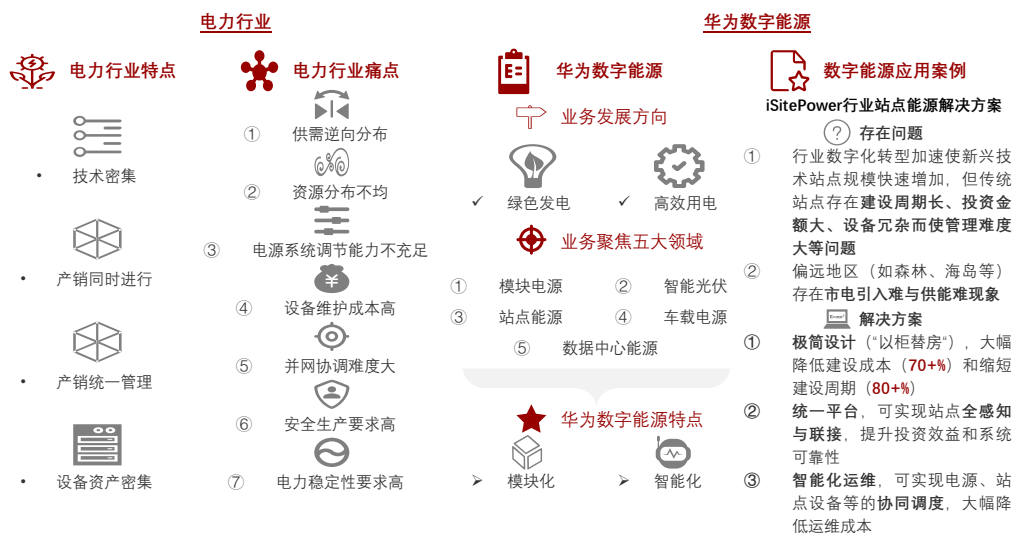 电力行业
华为数字能源
电力行业特点
• 技术密集
• 产销同时进行
• 产销统一管理
• 设备资产密集
电力行业痛点
① 供需逆向分布
② 资源分布不均
③ 电源系统调节能力不充足
¥
④ 设备维护成本高
⑤ 并网协调难度大
⑥ 安全生产要求高
⑦ 电力稳定性要求高
华为数字能源
业务发展方向
✓ 绿色发电 ✓ 高效用电
业务聚焦五大领域
① 模块电源 ② 智能光伏
③ 站点能源 ④ 车载电源
⑤ 数据中心能源
华为数字能源特点
➢ 模块化 ➢ 智能化
数字能源应用案例
iSitePower行业站点能源解决方案
? 存在问题
① 行业数字化转型加速使新兴技
术站点规模快速增加，但传统
站点存在建设周期长、投资金
额大、设备冗杂而使管理难度
大等问题
② 偏远地区（如森林、海岛等）
存在市电引入难与供能难现象
解决方案
① 极简设计（“以柜替房“），大幅
降低建设成本（70+%）和缩短
建设周期（80+%）
② 统一平台，可实现站点全感知
与联接，提升投资效益和系统
可靠性
③ 智能化运维，可实现电源、站
点设备等的协同调度，大幅降
低运维成本